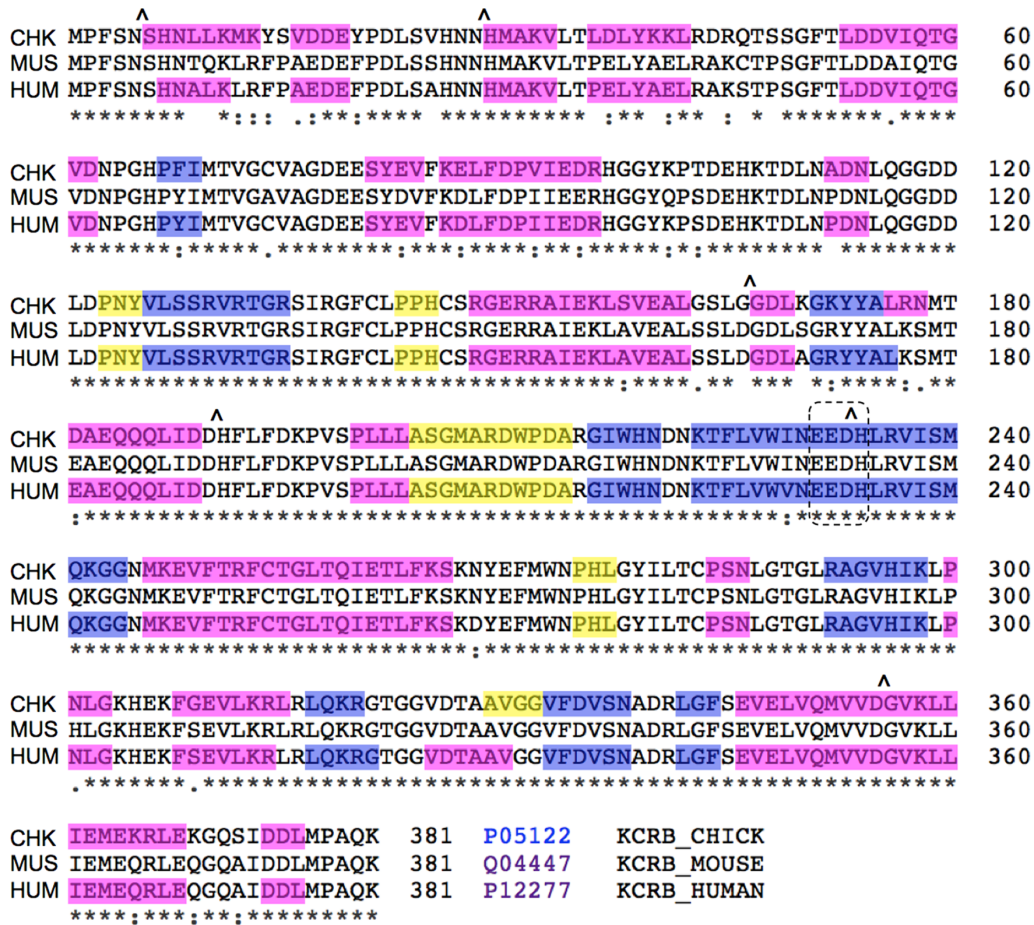 ^ ^
CHK MPFSNSHNLLKMKYSVDDEYPDLSVHNNHMAKVLTLDLYKKLRDRQTSSGFTLDDVIQTG 60
MUS MPFSNSHNTQKLRFPAEDEFPDLSSHNNHMAKVLTPELYAELRAKCTPSGFTLDDAIQTG 60
HUM MPFSNSHNALKLRFPAEDEFPDLSAHNNHMAKVLTPELYAELRAKSTPSGFTLDDVIQTG 60
********  *::: .:**:**** ********** :** :** : * *******.****
CHK VDNPGHPFIMTVGCVAGDEESYEVFKELFDPVIEDRHGGYKPTDEHKTDLNADNLQGGDD 120
MUS VDNPGHPYIMTVGAVAGDEESYDVFKDLFDPIIEERHGGYQPSDEHKTDLNPDNLQGGDD 120
HUM VDNPGHPYIMTVGCVAGDEESYEVFKDLFDPIIEDRHGGYKPSDEHKTDLNPDNLQGGDD 120
*******:*****.********:***:****:**:*****:*:******** ********
^
CHK LDPNYVLSSRVRTGRSIRGFCLPPHCSRGERRAIEKLSVEALGSLGGDLKGKYYALRNMT 180
MUS LDPNYVLSSRVRTGRSIRGFCLPPHCSRGERRAIEKLAVEALSSLDGDLSGRYYALKSMT 180
HUM LDPNYVLSSRVRTGRSIRGFCLPPHCSRGERRAIEKLAVEALSSLDGDLAGRYYALKSMT 180
*************************************:****.** *** *:****:.**
^ ^
CHK DAEQQQLIDDHFLFDKPVSPLLLASGMARDWPDARGIWHNDNKTFLVWINEEDHLRVISM 240
MUS EAEQQQLIDDHFLFDKPVSPLLLASGMARDWPDARGIWHNDNKTFLVWINEEDHLRVISM 240
HUM EAEQQQLIDDHFLFDKPVSPLLLASGMARDWPDARGIWHNDNKTFLVWVNEEDHLRVISM 240
:***********************************************:***********
CHK QKGGNMKEVFTRFCTGLTQIETLFKSKNYEFMWNPHLGYILTCPSNLGTGLRAGVHIKLP 300
MUS QKGGNMKEVFTRFCTGLTQIETLFKSKNYEFMWNPHLGYILTCPSNLGTGLRAGVHIKLP 300
HUM QKGGNMKEVFTRFCTGLTQIETLFKSKDYEFMWNPHLGYILTCPSNLGTGLRAGVHIKLP 300
***************************:********************************
^
CHK NLGKHEKFGEVLKRLRLQKRGTGGVDTAAVGGVFDVSNADRLGFSEVELVQMVVDGVKLL 360
MUS HLGKHEKFSEVLKRLRLQKRGTGGVDTAAVGGVFDVSNADRLGFSEVELVQMVVDGVKLL 360
HUM NLGKHEKFSEVLKRLRLQKRGTGGVDTAAVGGVFDVSNADRLGFSEVELVQMVVDGVKLL 360
.*******.***************************************************
CHK IEMEKRLEKGQSIDDLMPAQK 381 P05122 KCRB_CHICK
MUS IEMEQRLEQGQAIDDLMPAQK 381 Q04447 KCRB_MOUSE
HUM IEMEQRLEQGQAIDDLMPAQK 381 P12277 KCRB_HUMAN
****:***:**:*********